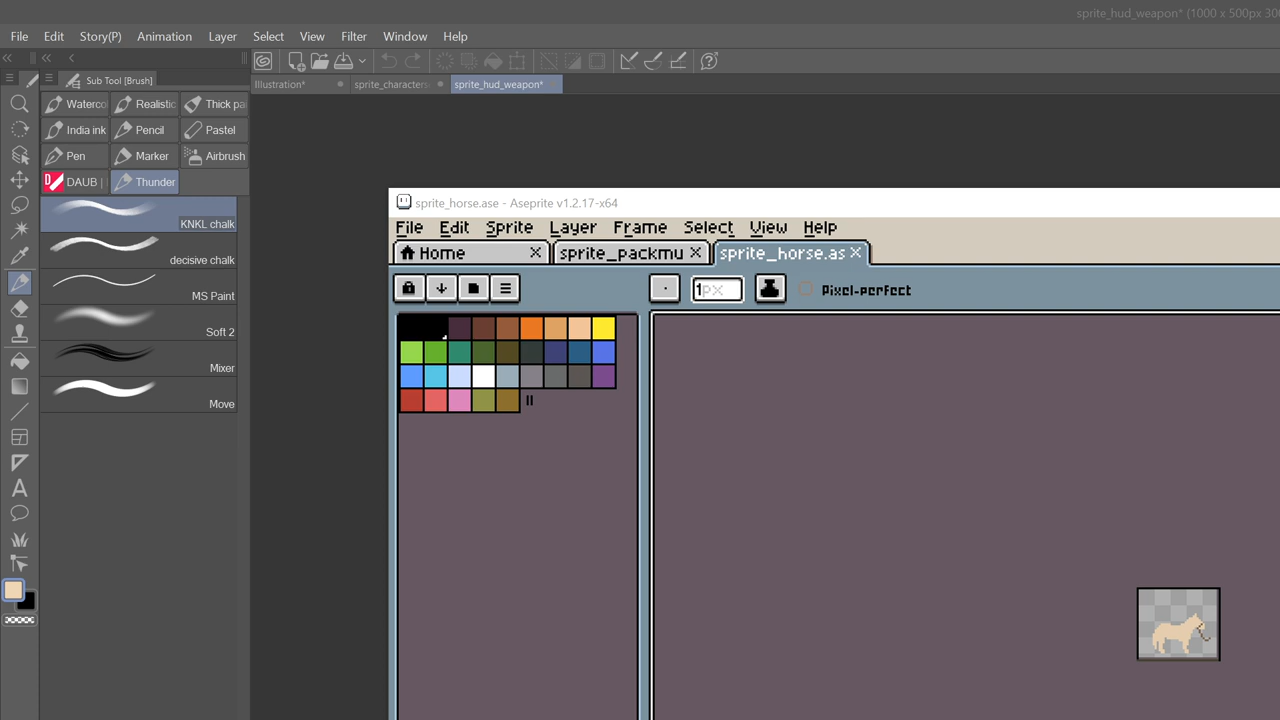 sprite_hud_weapon* (1000 x 500px 300
File Edit Story(P) Animation Layer Select View Filter Window Help
Sub Tool [Brush]
Illustration* sprite_characters sprite_hud_weapon*
Waterco Realistic Thick pa
India ink Pencil Pastel
Pen Marker Airbrush
DAUB | Thunder
KNKL chalk
decisive chalk
MS Paint
Soft 2
Mixer
Move
sprite_horse.ase - Aseprite v1.2.17-x64
File Edit Sprite Layer Frame Select View Help
Home sprite_packmu sprite_horse.as
1px Pixel-perfect